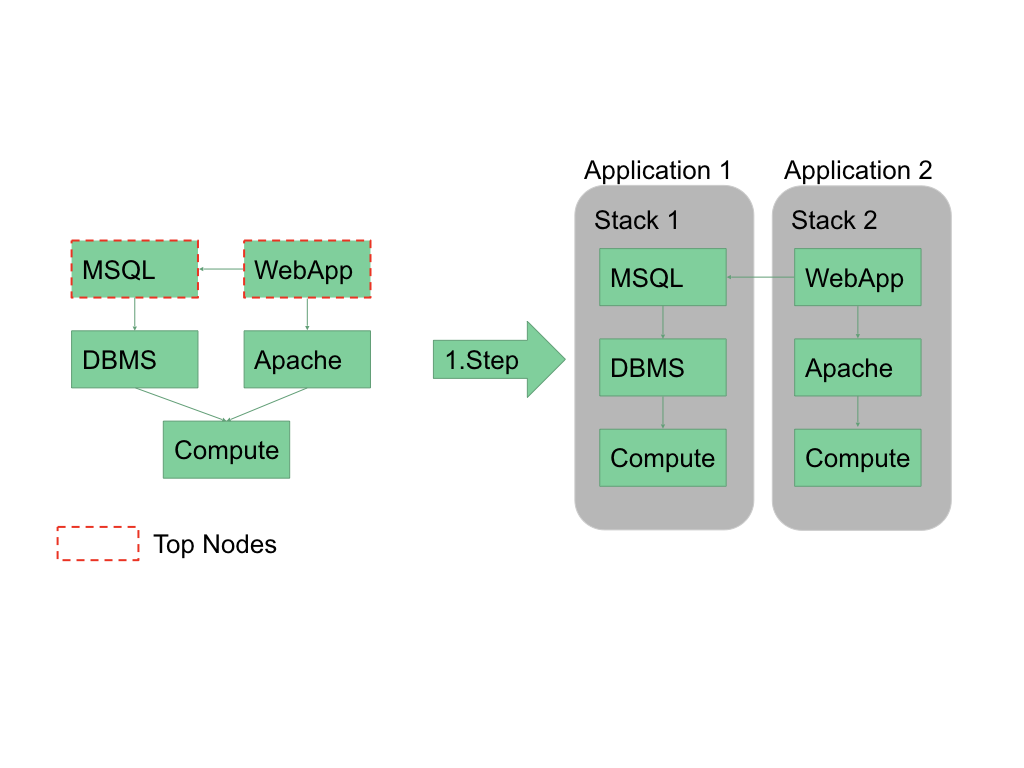 MSQL
WebApp
DBMS
Apache
Compute
Top Nodes
1.Step
Application 1
Application 2
Stack 1
Stack 2
MSQL
WebApp
DBMS
Apache
Compute
Compute